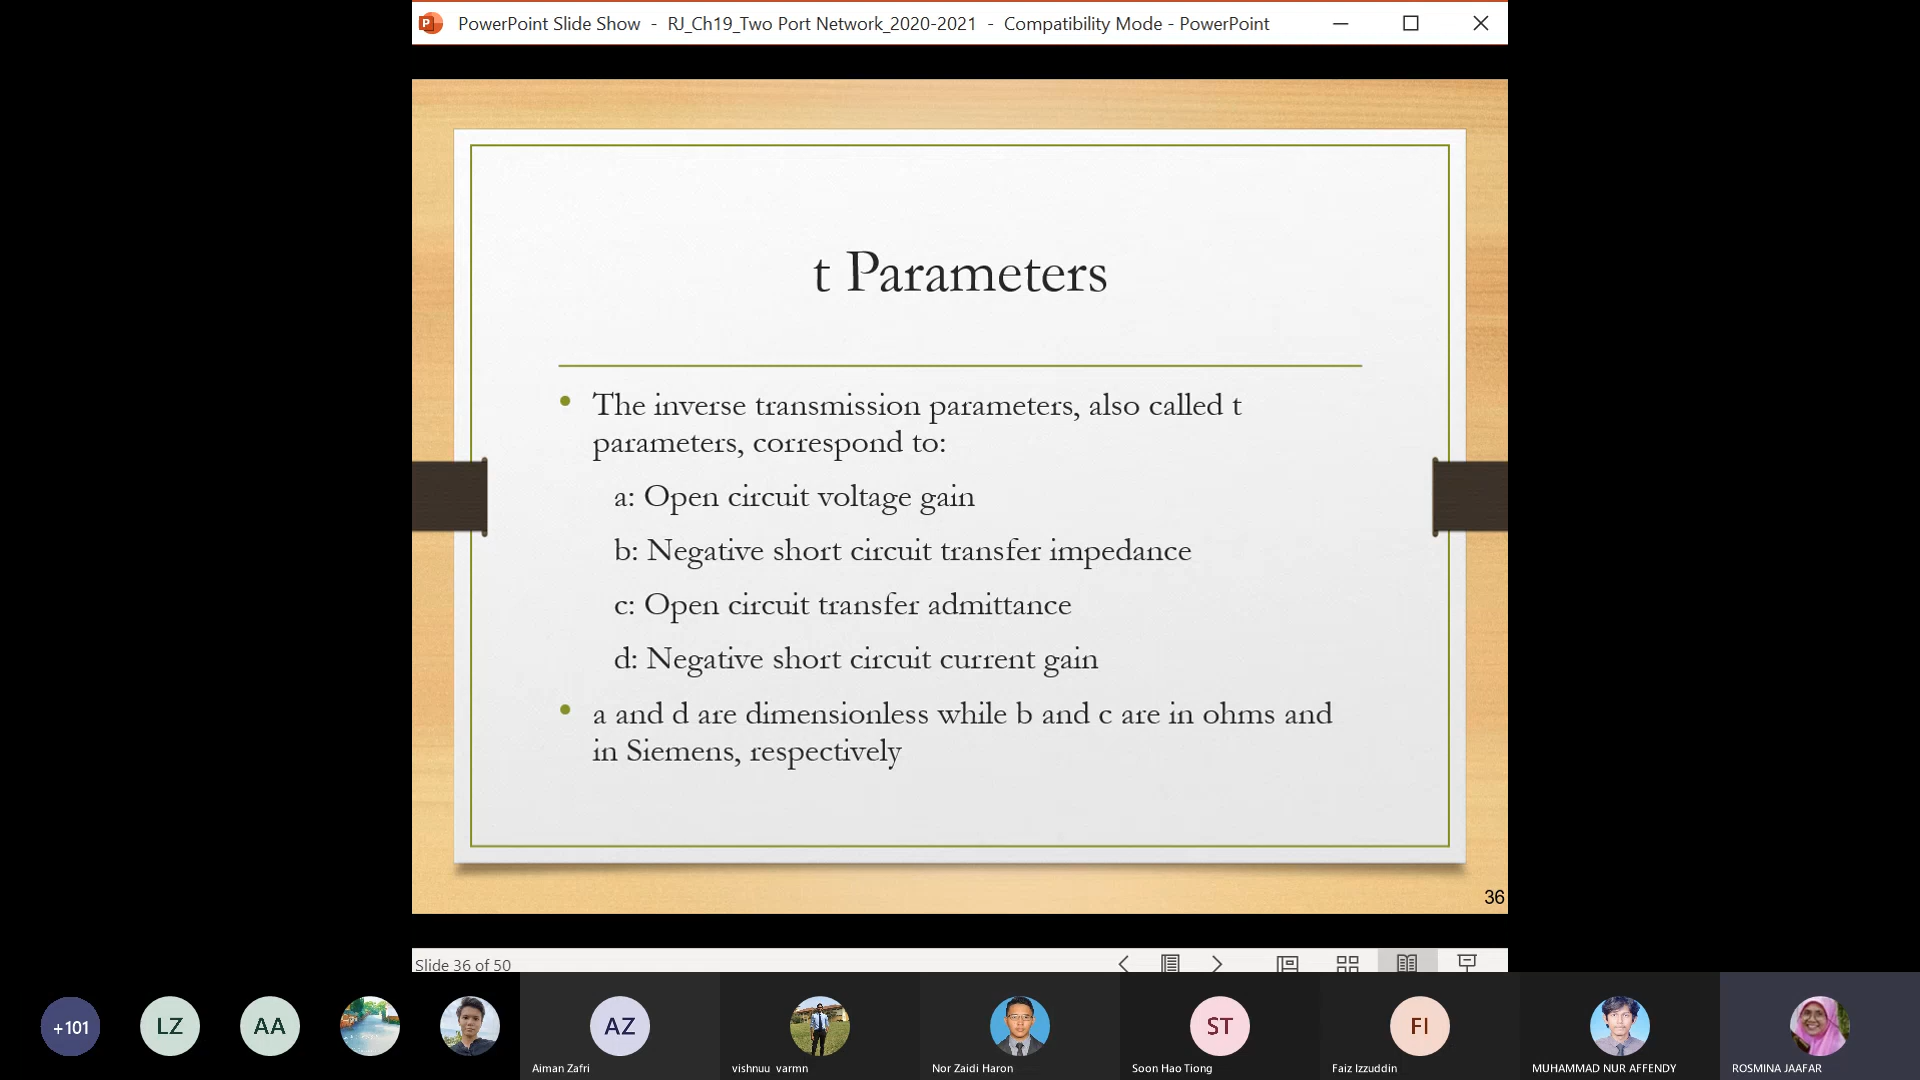 PowerPoint Slide Show - RJ_Ch19_Two Port Network_2020-2021 - Compatibility Mode - PowerPoint
t Parameters
• The inverse transmission parameters, also called t
parameters, correspond to:
a: Open circuit voltage gain
b: Negative short circuit transfer impedance
c: Open circuit transfer admittance
d: Negative short circuit current gain
• a and d are dimensionless while b and c are in ohms and
in Siemens, respectively
36
Slide 36 of 50
+101
LZ
AA
AZ
ST
FI
Aiman Zafri
vishnuu varmn
Nor Zaidi Haron
Soon Hao Tiong
Faiz Izzuddin
MUHAMMAD NUR AFFENDY
ROSMINA JAAFAR